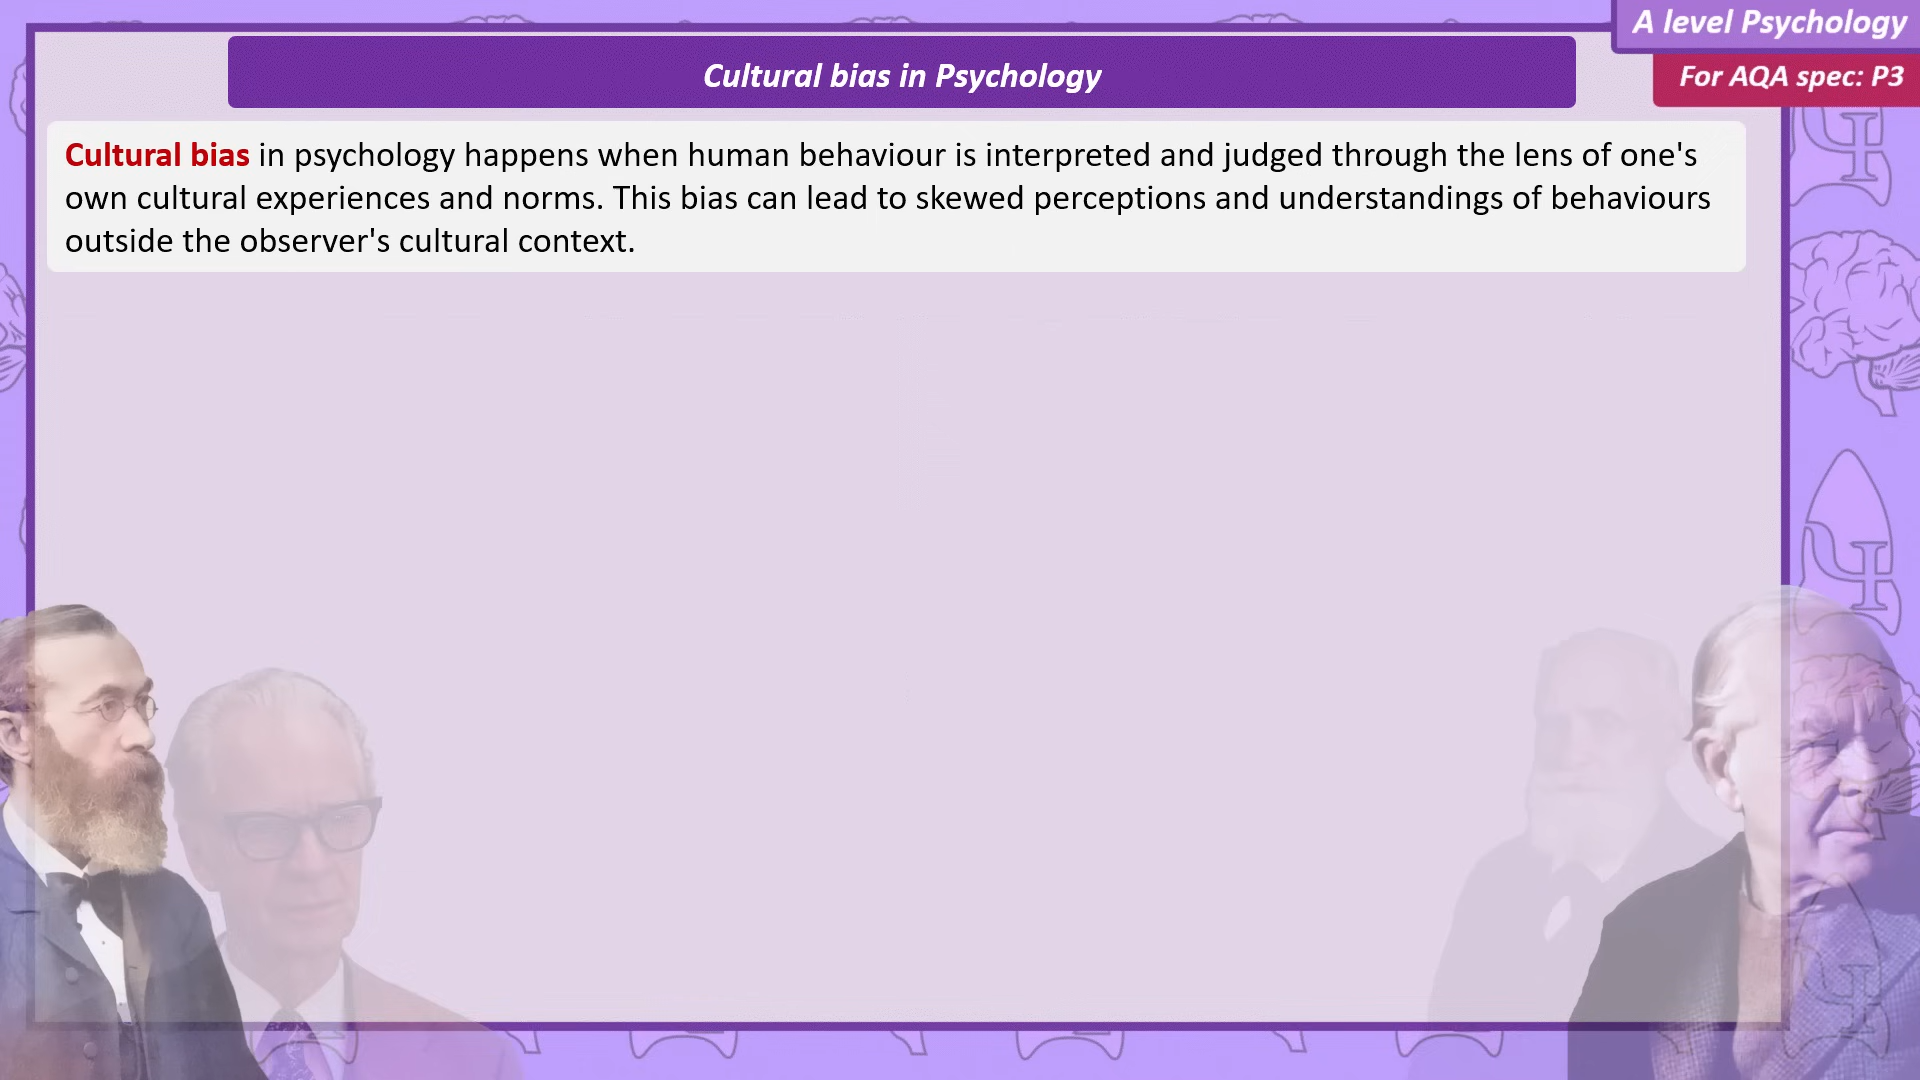 A level Psychology
For AQA spec: P3
Cultural bias in Psychology
Cultural bias in psychology happens when human behaviour is interpreted and judged through the lens of one's
own cultural experiences and norms. This bias can lead to skewed perceptions and understandings of behaviours
outside the observer's cultural context.